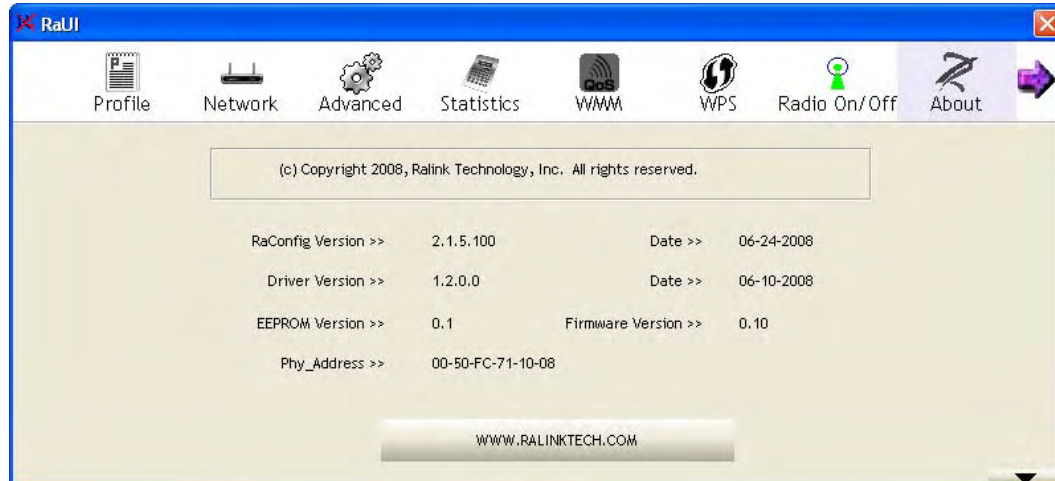 RaUI
P
Profile
Network
Advanced
Statistics
QoS
WMM
WPS
Radio On/Off
About
(c) Copyright 2008, Ralink Technology, Inc. All rights reserved.
RaConfig Version >> 2.1.5.100 Date >> 06-24-2008
Driver Version >> 1.2.0.0 Date >> 06-10-2008
EEPROM Version >> 0.1 Firmware Version >> 0.10
Phy_Address >> 00-50-FC-71-10-08
WWW.RALINKTECH.COM